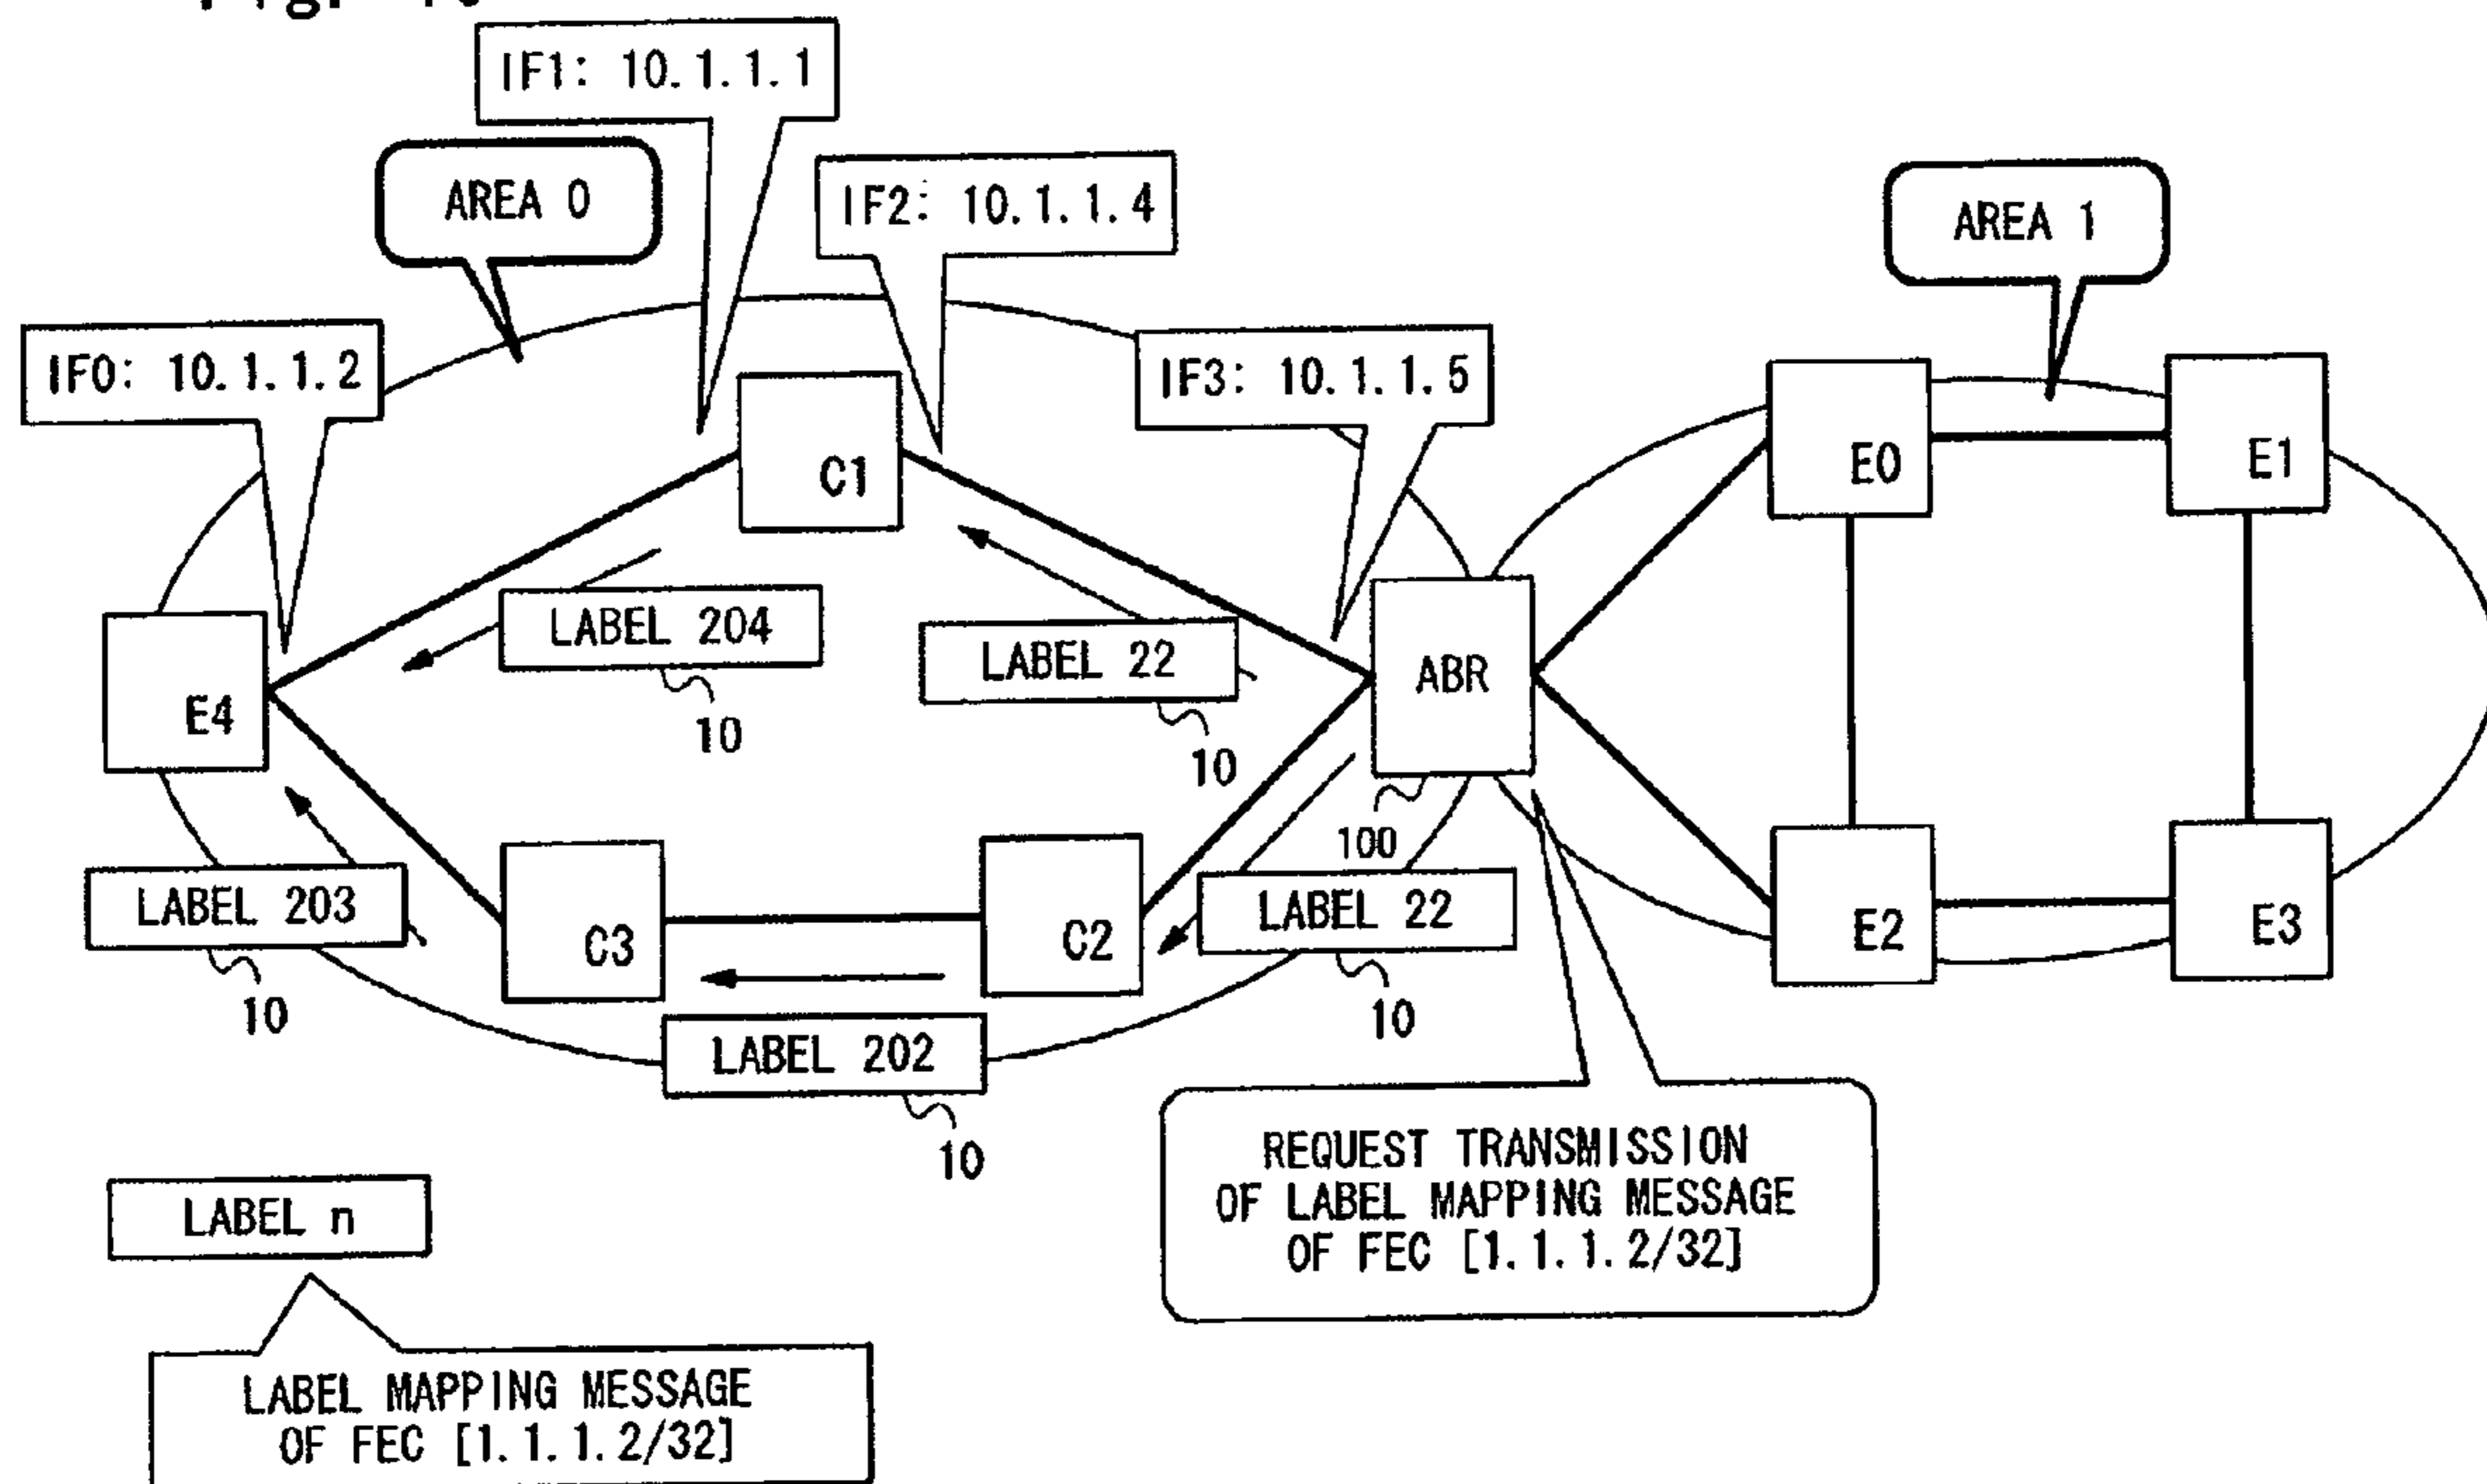 IF1: 10.1.1.1
AREA 0
IF2: 10.1.1.4
AREA 1
IF0: 10.1.1.2
IF3: 10.1.1.5
C1
E0
E1
LABEL 204
10
LABEL 22
10
ABR
100
E4
LABEL 203
10
C3
C2
LABEL 22
10
E2
E3
LABEL 202
10
REQUEST TRANSMISSION
OF LABEL MAPPING MESSAGE
OF FEC [1.1.1.2/32]
LABEL n
LABEL MAPPING MESSAGE
OF FEC [1.1.1.2/32]